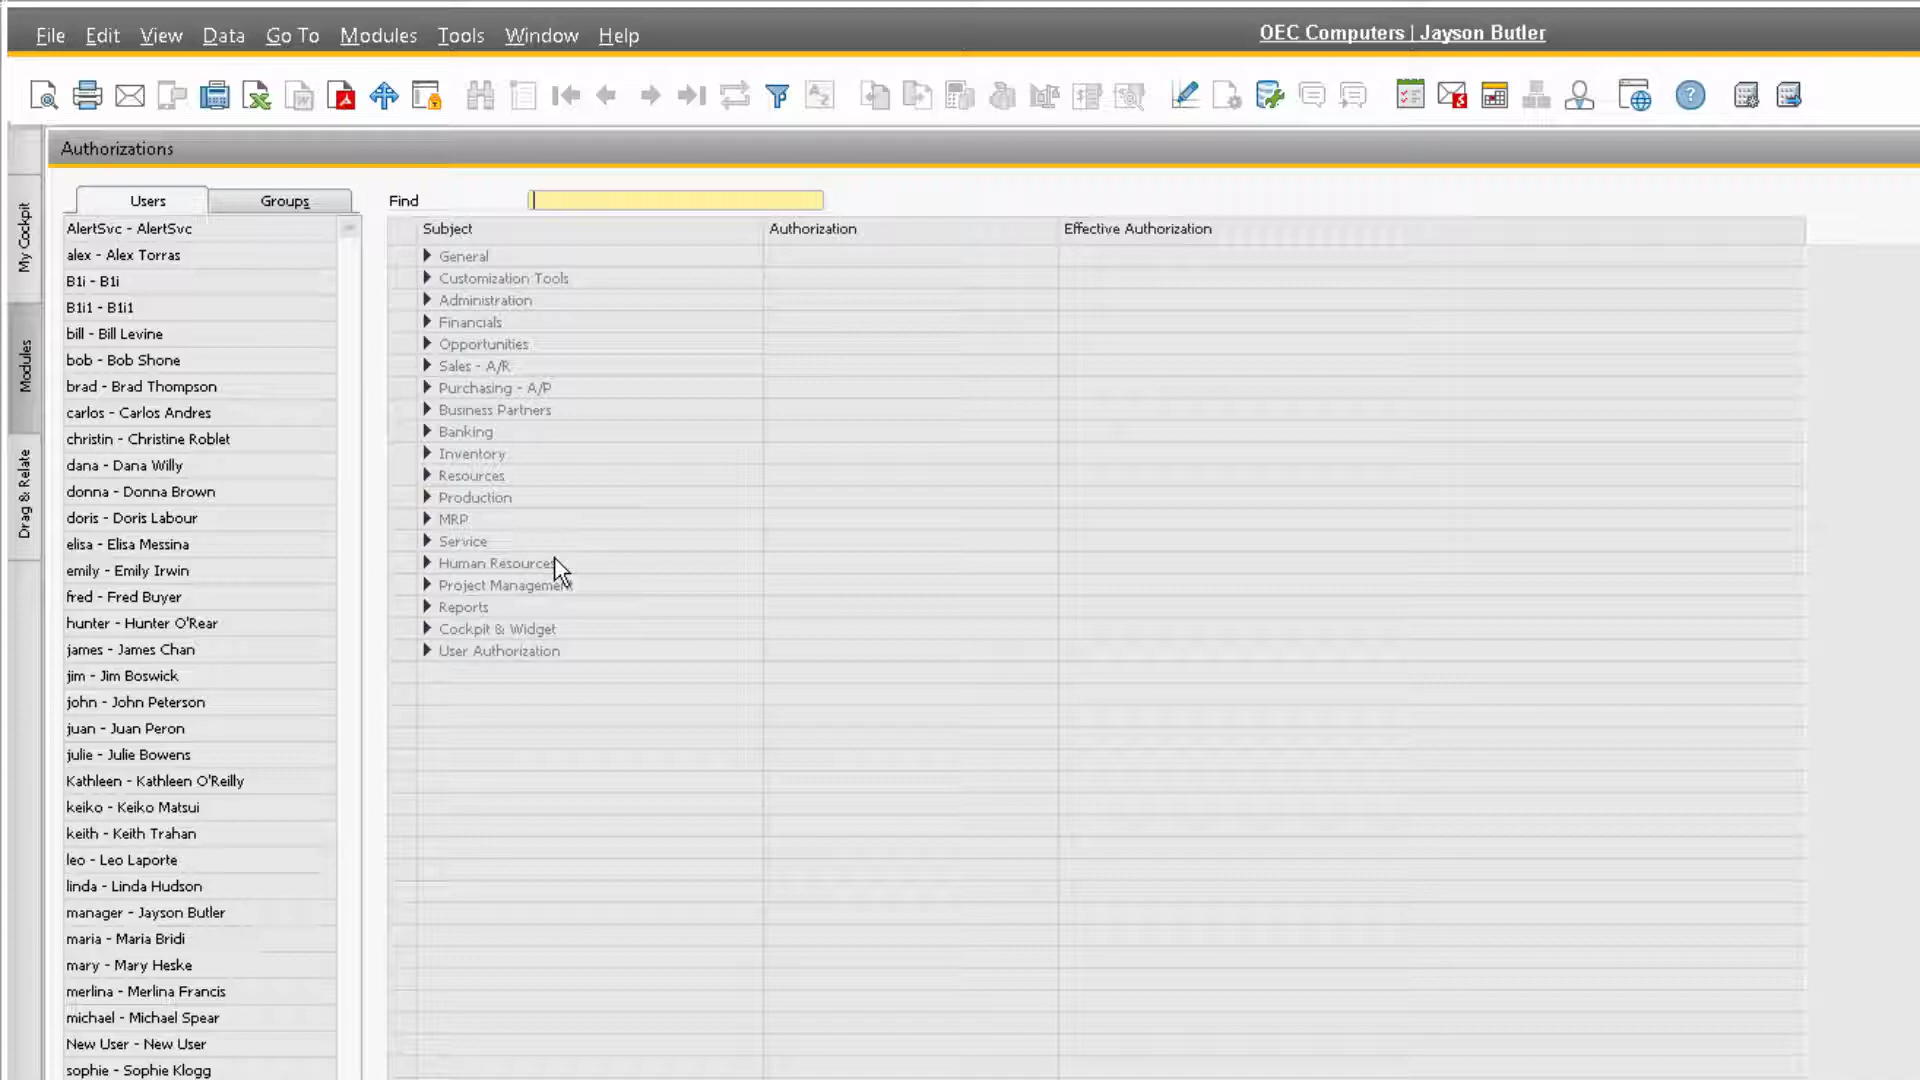 File Edit View Data Go To Modules Tools Window Help
OEC Computers | Jayson Butler
Authorizations
My Cockpit
Modules
Drag & Relate
Users Groups
AlertSvc - AlertSvc
alex - Alex Torras
B1i - B1i
B1i1 - B1i1
bill - Bill Levine
bob - Bob Shone
brad - Brad Thompson
carlos - Carlos Andres
christin - Christine Roblet
dana - Dana Willy
donna - Donna Brown
doris - Doris Labour
elisa - Elisa Messina
emily - Emily Irwin
fred - Fred Buyer
hunter - Hunter O'Rear
james - James Chan
jim - Jim Boswick
john - John Peterson
juan - Juan Peron
julie - Julie Bowens
Kathleen - Kathleen O'Reilly
keiko - Keiko Matsui
keith - Keith Trahan
leo - Leo Laporte
linda - Linda Hudson
manager - Jayson Butler
maria - Maria Bridi
mary - Mary Heske
merlina - Merlina Francis
michael - Michael Spear
New User - New User
sophie - Sophie Klogg
Find
Subject Authorization Effective Authorization
General
Customization Tools
Administration
Financials
Opportunities
Sales - A/R
Purchasing - A/P
Business Partners
Banking
Inventory
Resources
Production
MRP
Service
Human Resources
Project Management
Reports
Cockpit & Widget
User Authorization